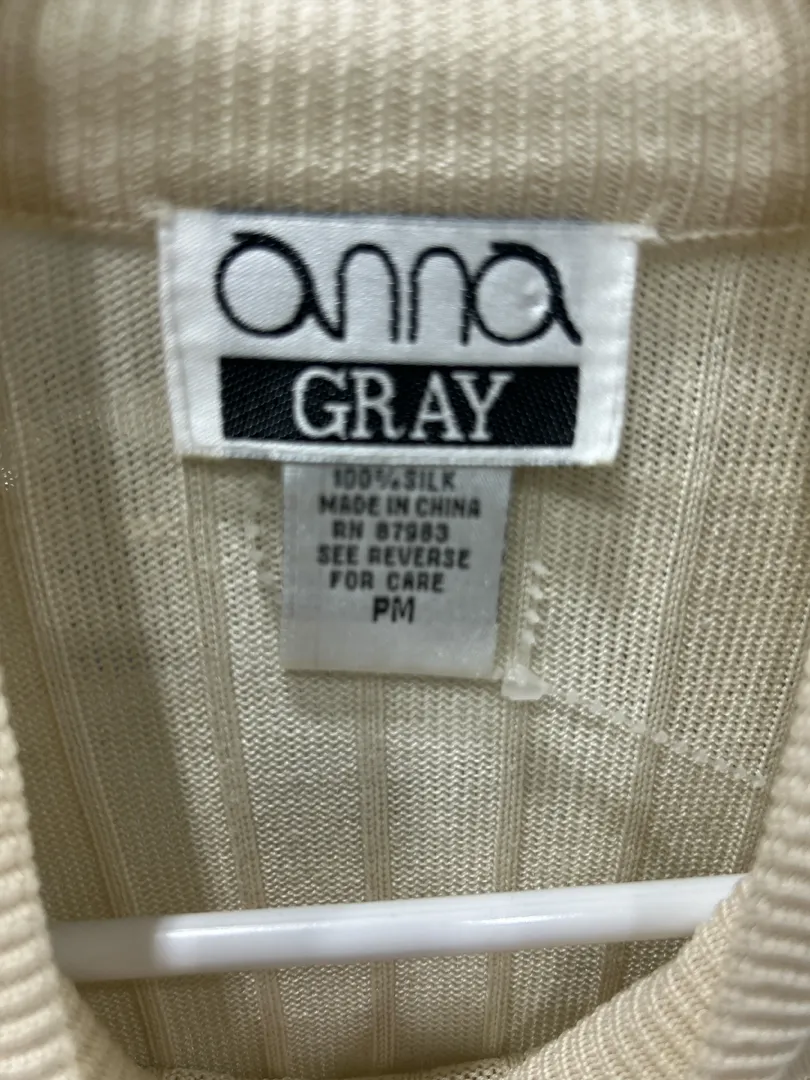 anna
GRAY
100% SILK
MADE IN CHINA
RN 87983
SEE REVERSE
FOR CARE
PM